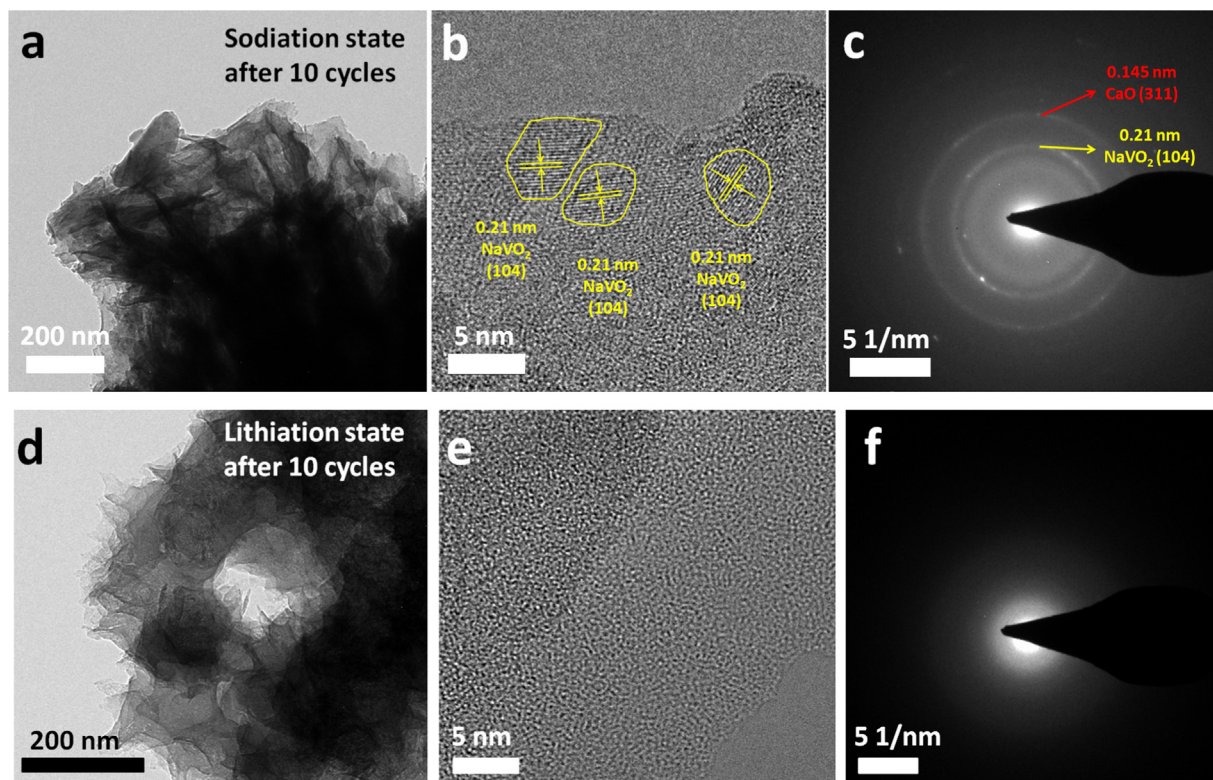 a
Sodiation state
after 10 cycles
200 nm
b
0.21 nm
NaVO₂
(104)
0.21 nm
NaVO₂
(104)
0.21 nm
NaVO₂
(104)
5 nm
c
0.145 nm
CaO (311)
0.21 nm
NaVO₂ (104)
5 1/nm
d
Lithiation state
after 10 cycles
200 nm
e
5 nm
f
5 1/nm